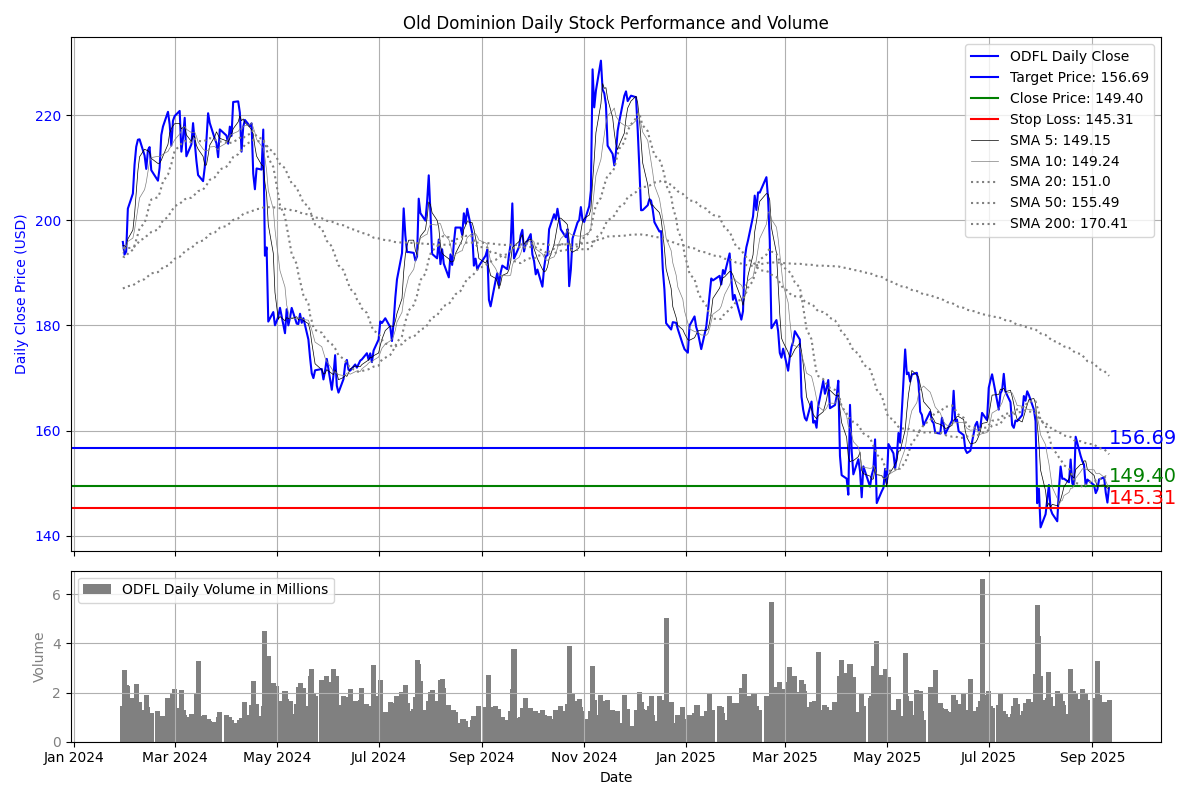 Old Dominion Daily Stock Performance and Volume
Daily Close Price (USD)
220
200
180
160
140
ODFL Daily Close
Target Price: 156.69
Close Price: 149.40
Stop Loss: 145.31
SMA 5: 149.15
SMA 10: 149.24
SMA 20: 151.0
SMA 50: 155.49
SMA 200: 170.41
156.69
149.40
145.31
ODFL Daily Volume in Millions
Volume
6
4
2
0
Jan 2024 Mar 2024 May 2024 Jul 2024 Sep 2024 Nov 2024 Jan 2025 Mar 2025 May 2025 Jul 2025 Sep 2025
Date